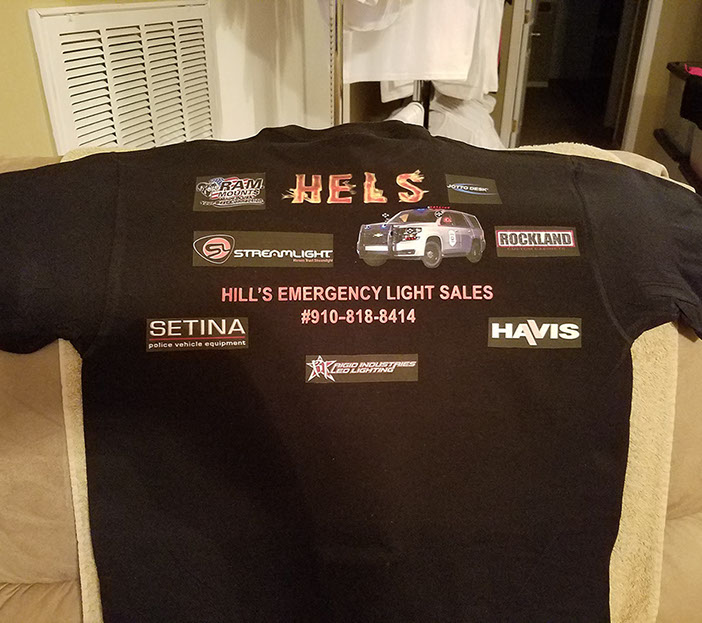 RAM
MOUNTS
HELS
JOTTO DESK
STREAMLIGHT
ROCKLAND
HILL'S EMERGENCY LIGHT SALES
#910-818-8414
SETINA
police vehicle equipment
HAVIS
RIGID INDUSTRIES
LED LIGHTING